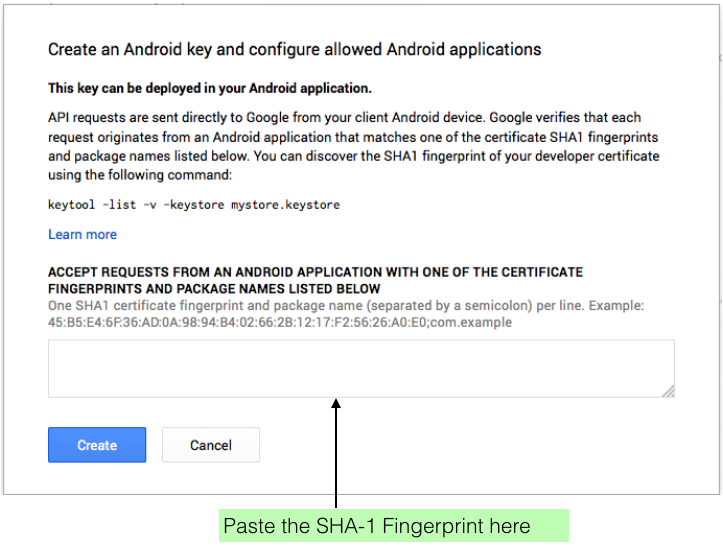 Create an Android key and configure allowed Android applications
This key can be deployed in your Android application.
API requests are sent directly to Google from your client Android device. Google verifies that each
request originates from an Android application that matches one of the certificate SHA1 fingerprints
and package names listed below. You can discover the SHA1 fingerprint of your developer certificate
using the following command:
keytool -list -v -keystore mystore.keystore
Learn more
ACCEPT REQUESTS FROM AN ANDROID APPLICATION WITH ONE OF THE CERTIFICATE
FINGERPRINTS AND PACKAGE NAMES LISTED BELOW
One SHA1 certificate fingerprint and package name (separated by a semicolon) per line. Example:
45:B5:E4:6F:36:AD:0A:98:94:B4:02:66:2B:12:17:F2:56:26:A0:E0;com.example
Create
Cancel
Paste the SHA-1 Fingerprint here